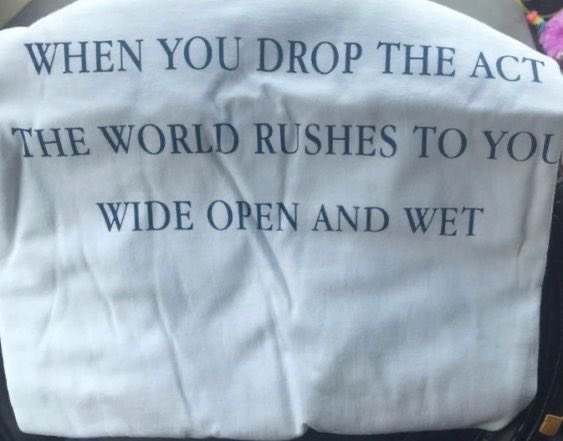 WHEN YOU DROP THE ACT
THE WORLD RUSHES TO YOU
WIDE OPEN AND WET